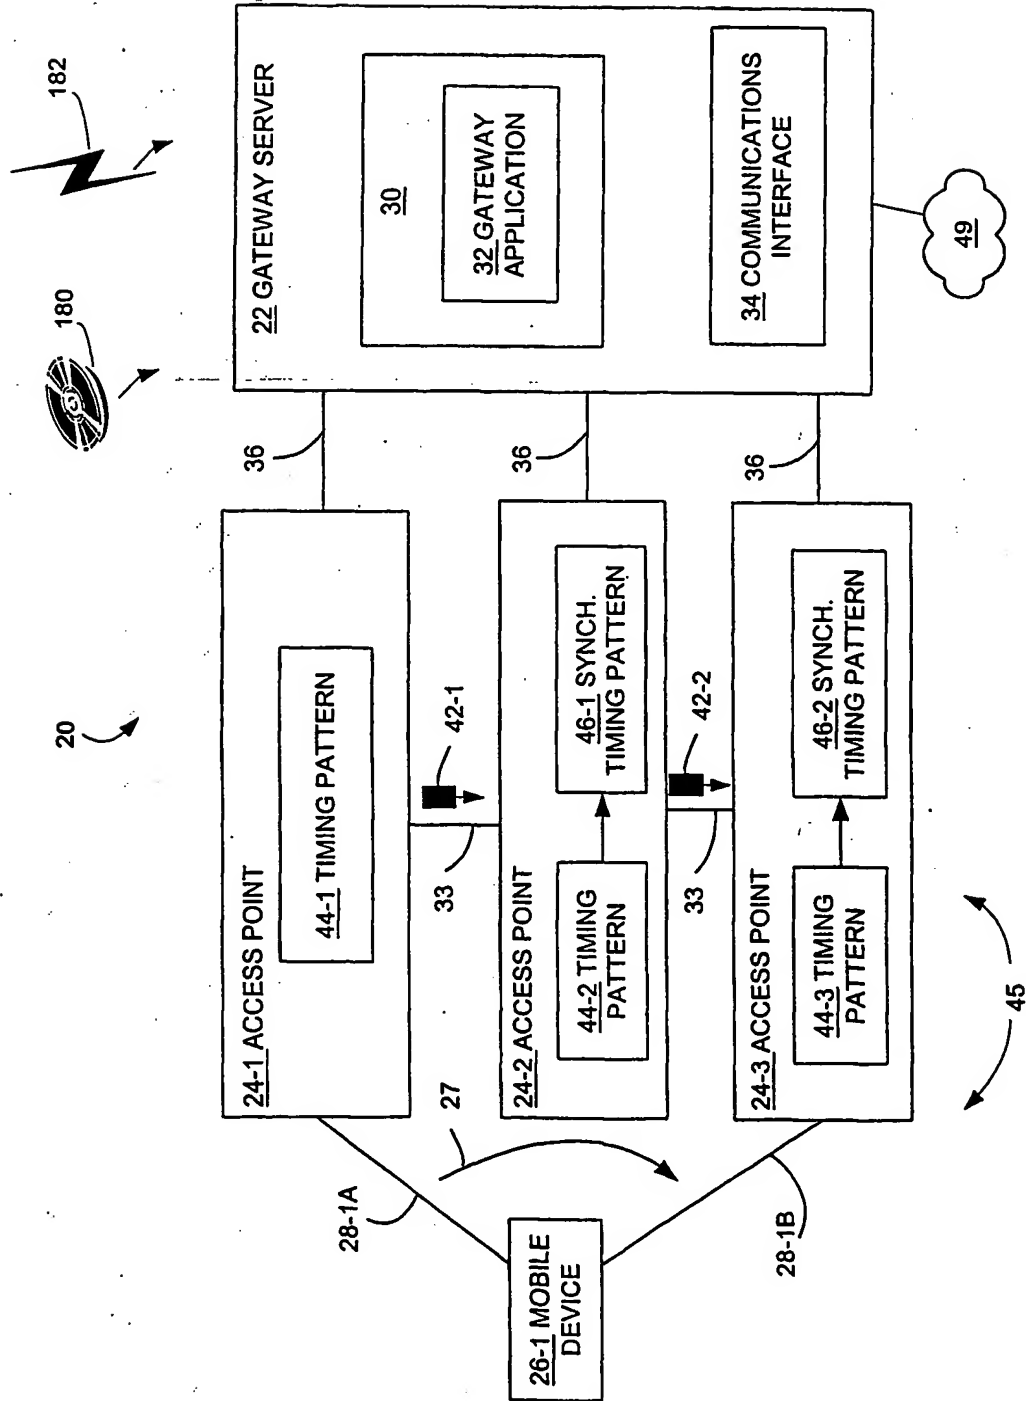 20
180
182
22 GATEWAY SERVER
30
32 GATEWAY
APPLICATION
34 COMMUNICATIONS
INTERFACE
49
36
36
36
24-1 ACCESS POINT
44-1 TIMING PATTERN
42-1
33
24-2 ACCESS POINT
44-2 TIMING
PATTERN
46-1 SYNCH.
TIMING PATTERN
42-2
33
24-3 ACCESS POINT
44-3 TIMING
PATTERN
46-2 SYNCH.
TIMING PATTERN
45
27
28-1A
28-1B
26-1 MOBILE
DEVICE